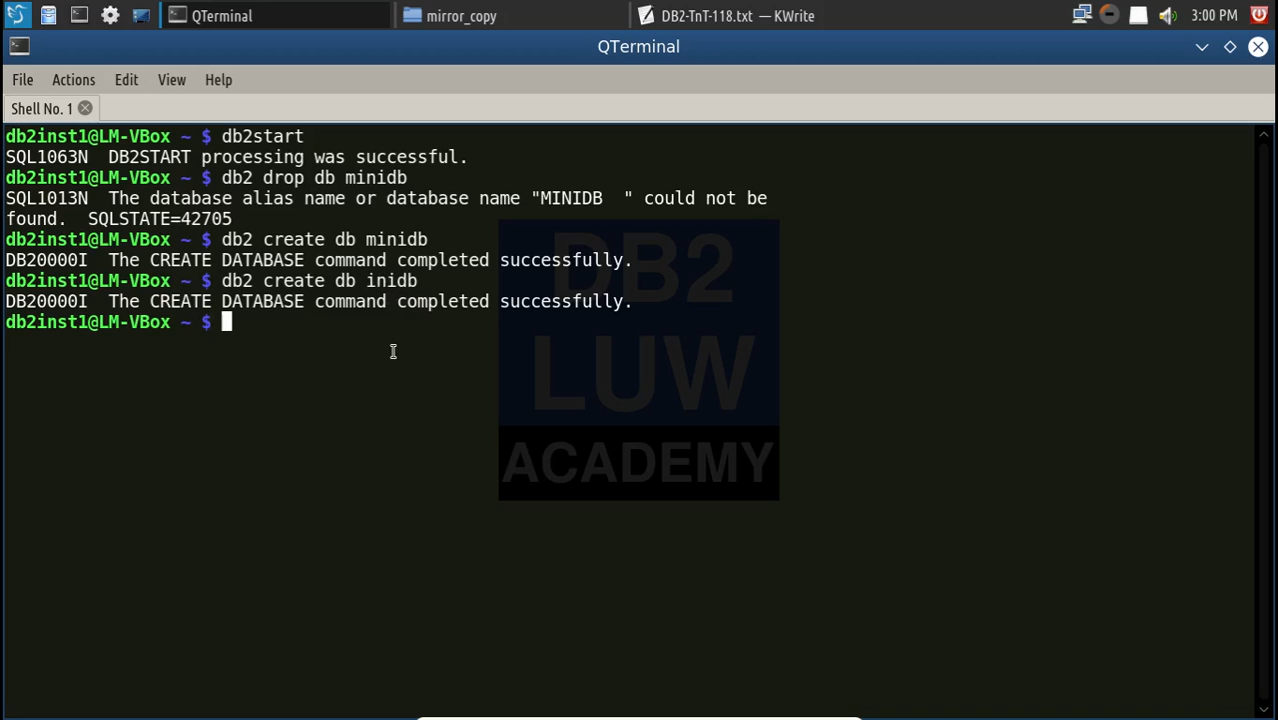 QTerminal
mirror_copy
DB2-TnT-118.txt — KWrite
3:00 PM
QTerminal
File Actions Edit View Help
Shell No. 1
db2inst1@LM-VBox ~ $ db2start
SQL1063N  DB2START processing was successful.
db2inst1@LM-VBox ~ $ db2 drop db minidb
SQL1013N  The database alias name or database name "MINIDB  " could not be
found.  SQLSTATE=42705
db2inst1@LM-VBox ~ $ db2 create db minidb
DB20000I  The CREATE DATABASE command completed successfully.
db2inst1@LM-VBox ~ $ db2 create db inidb
DB20000I  The CREATE DATABASE command completed successfully.
db2inst1@LM-VBox ~ $
DB2
LUW
ACADEMY